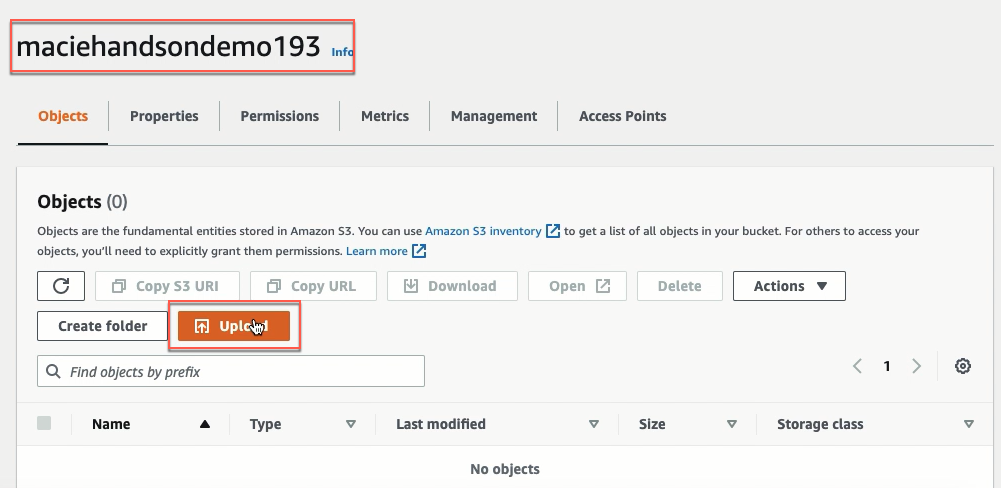 maciehandsondemo193 Info
Objects Properties Permissions Metrics Management Access Points
Objects (0)
Objects are the fundamental entities stored in Amazon S3. You can use Amazon S3 inventory to get a list of all objects in your bucket. For others to access your
objects, you'll need to explicitly grant them permissions. Learn more
Copy S3 URI Copy URL Download Open Delete Actions
Create folder Upload
Find objects by prefix 1
Name Type Last modified Size Storage class
No objects